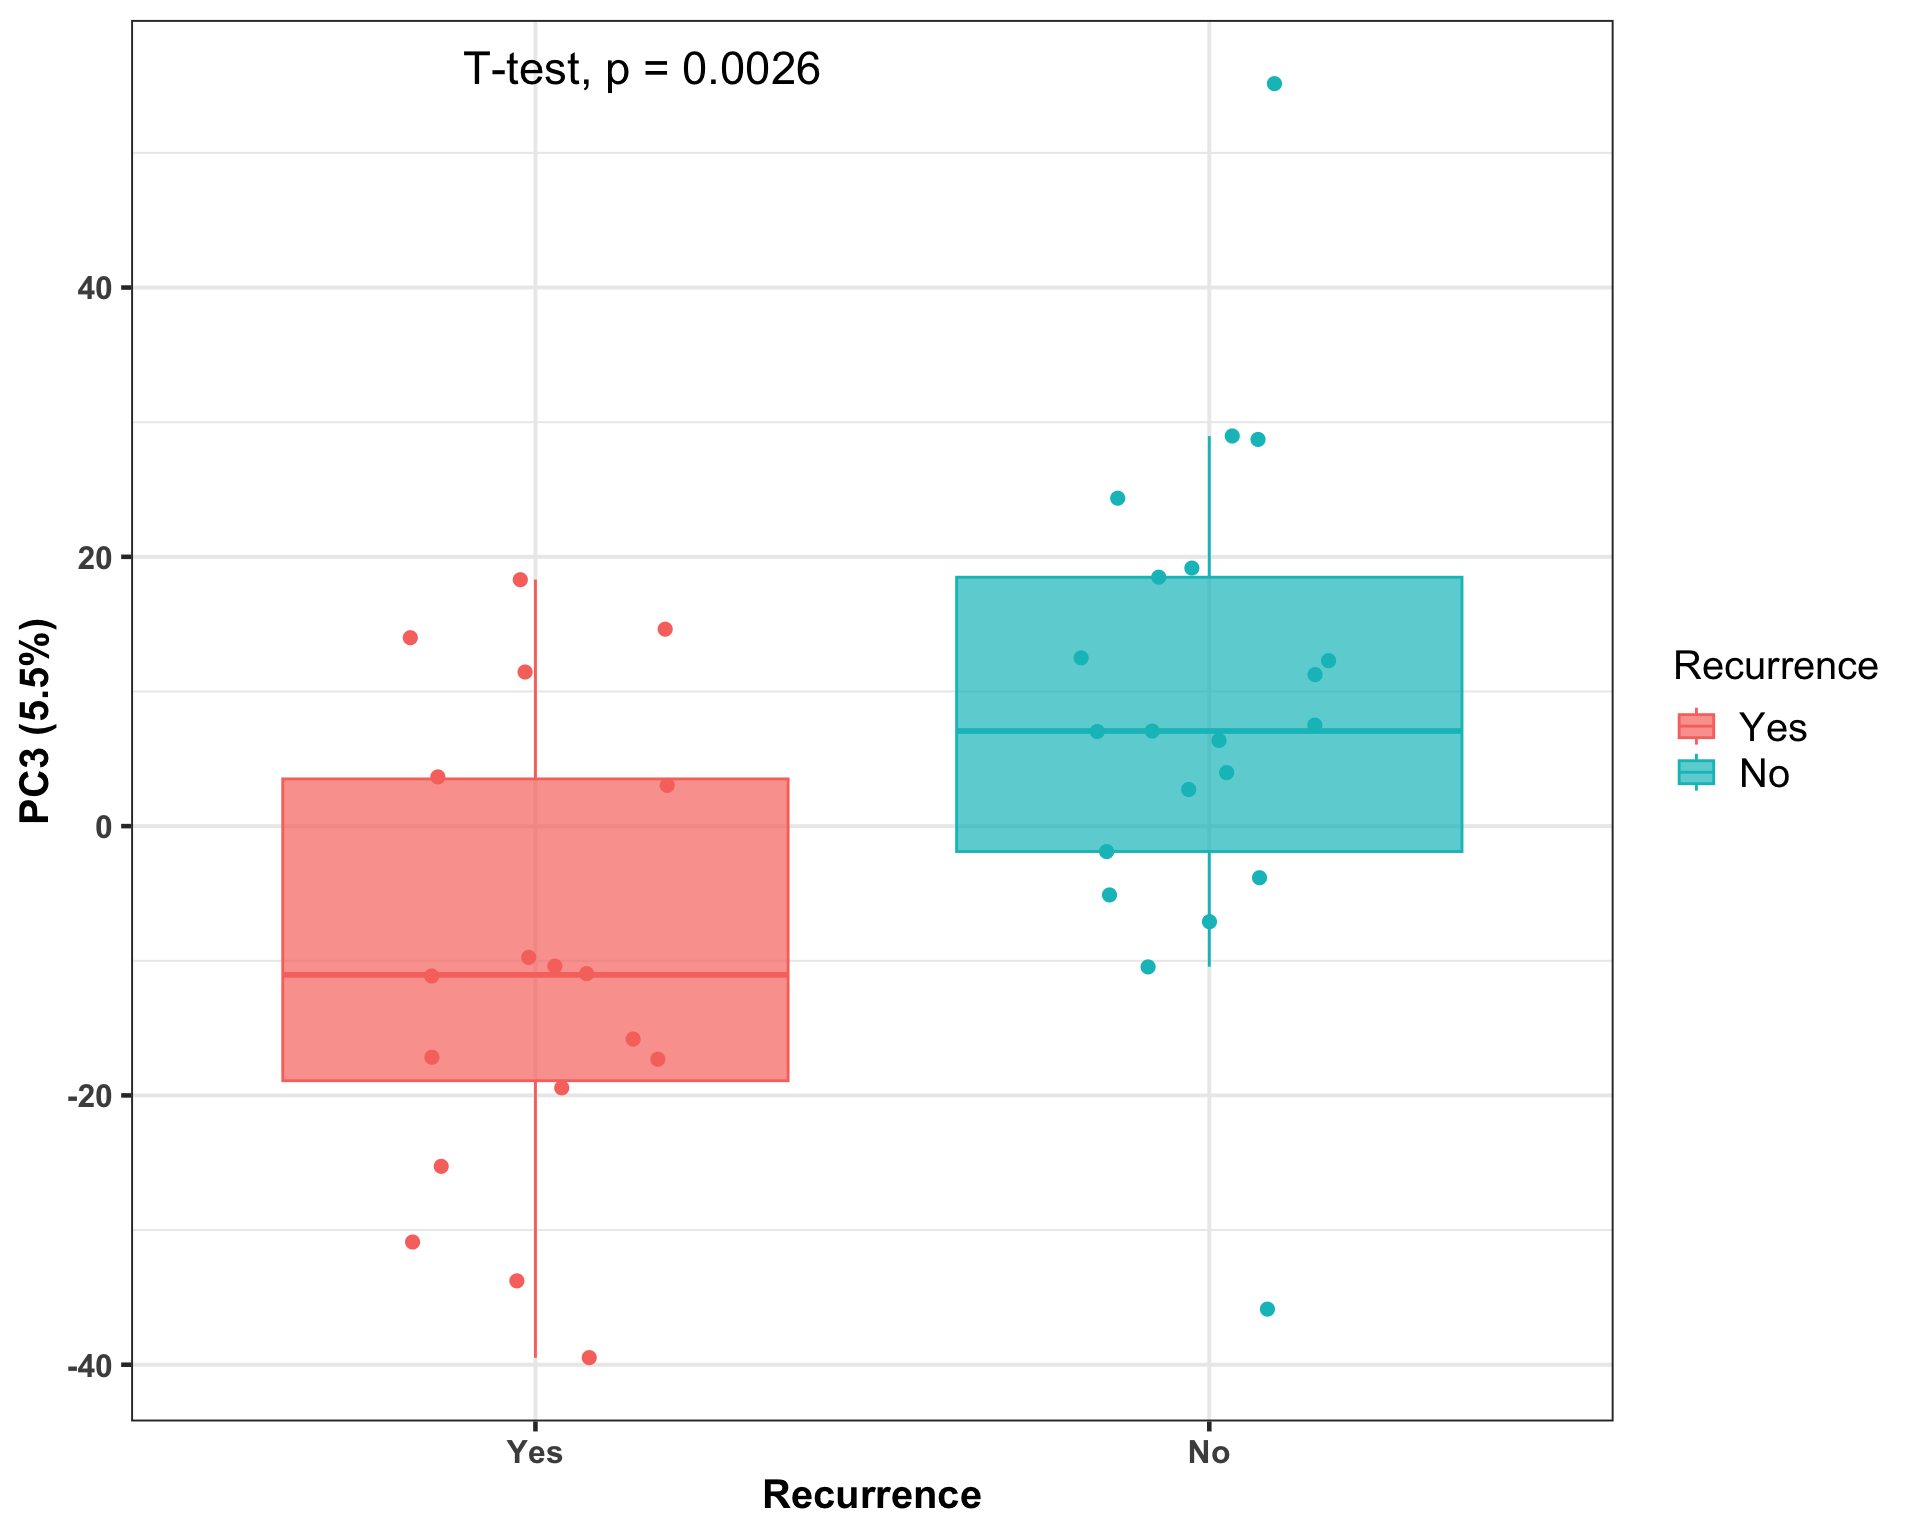 T-test, p = 0.0026
PC3 (5.5%)
40
20
0
-20
-40
Yes
No
Recurrence
Recurrence
Yes
No